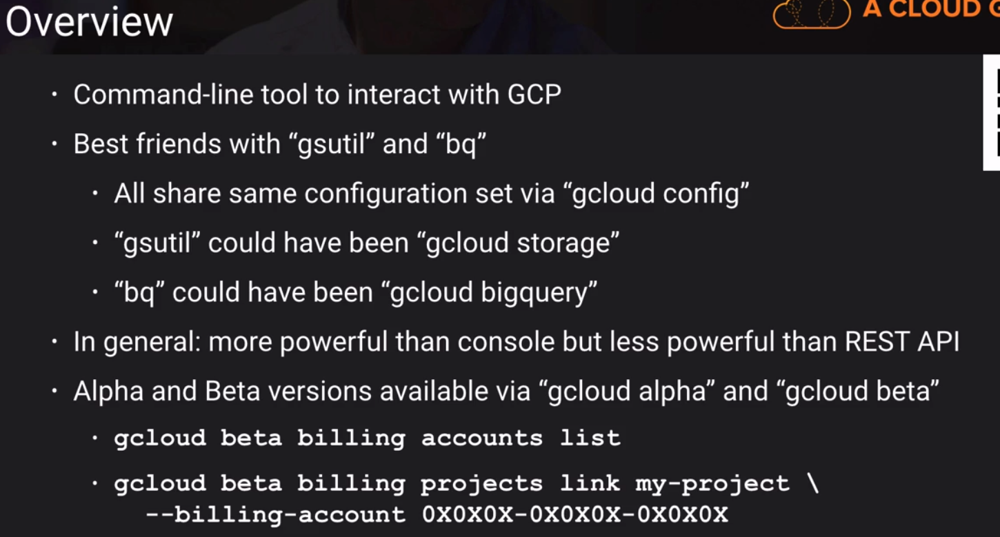 Overview
A CLOUD
• Command-line tool to interact with GCP
• Best friends with “gsutil” and “bq”
• All share same configuration set via “gcloud config”
• “gsutil” could have been “gcloud storage”
• “bq” could have been “gcloud bigquery”
• In general: more powerful than console but less powerful than REST API
• Alpha and Beta versions available via “gcloud alpha” and “gcloud beta”
• gcloud beta billing accounts list
• gcloud beta billing projects link my-project \
--billing-account 0X0X0X-0X0X0X-0X0X0X